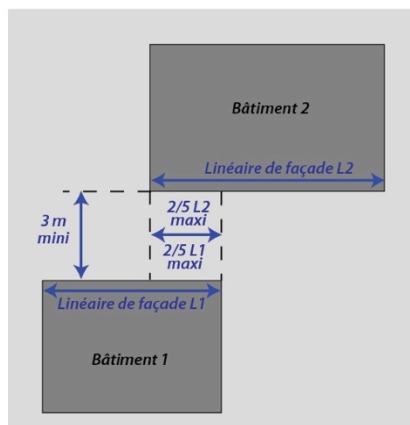 Bâtiment 2
Linéaire de façade L2
2/5 L2
maxi
3 m
mini
2/5 L1
maxi
Linéaire de façade L1
Bâtiment 1